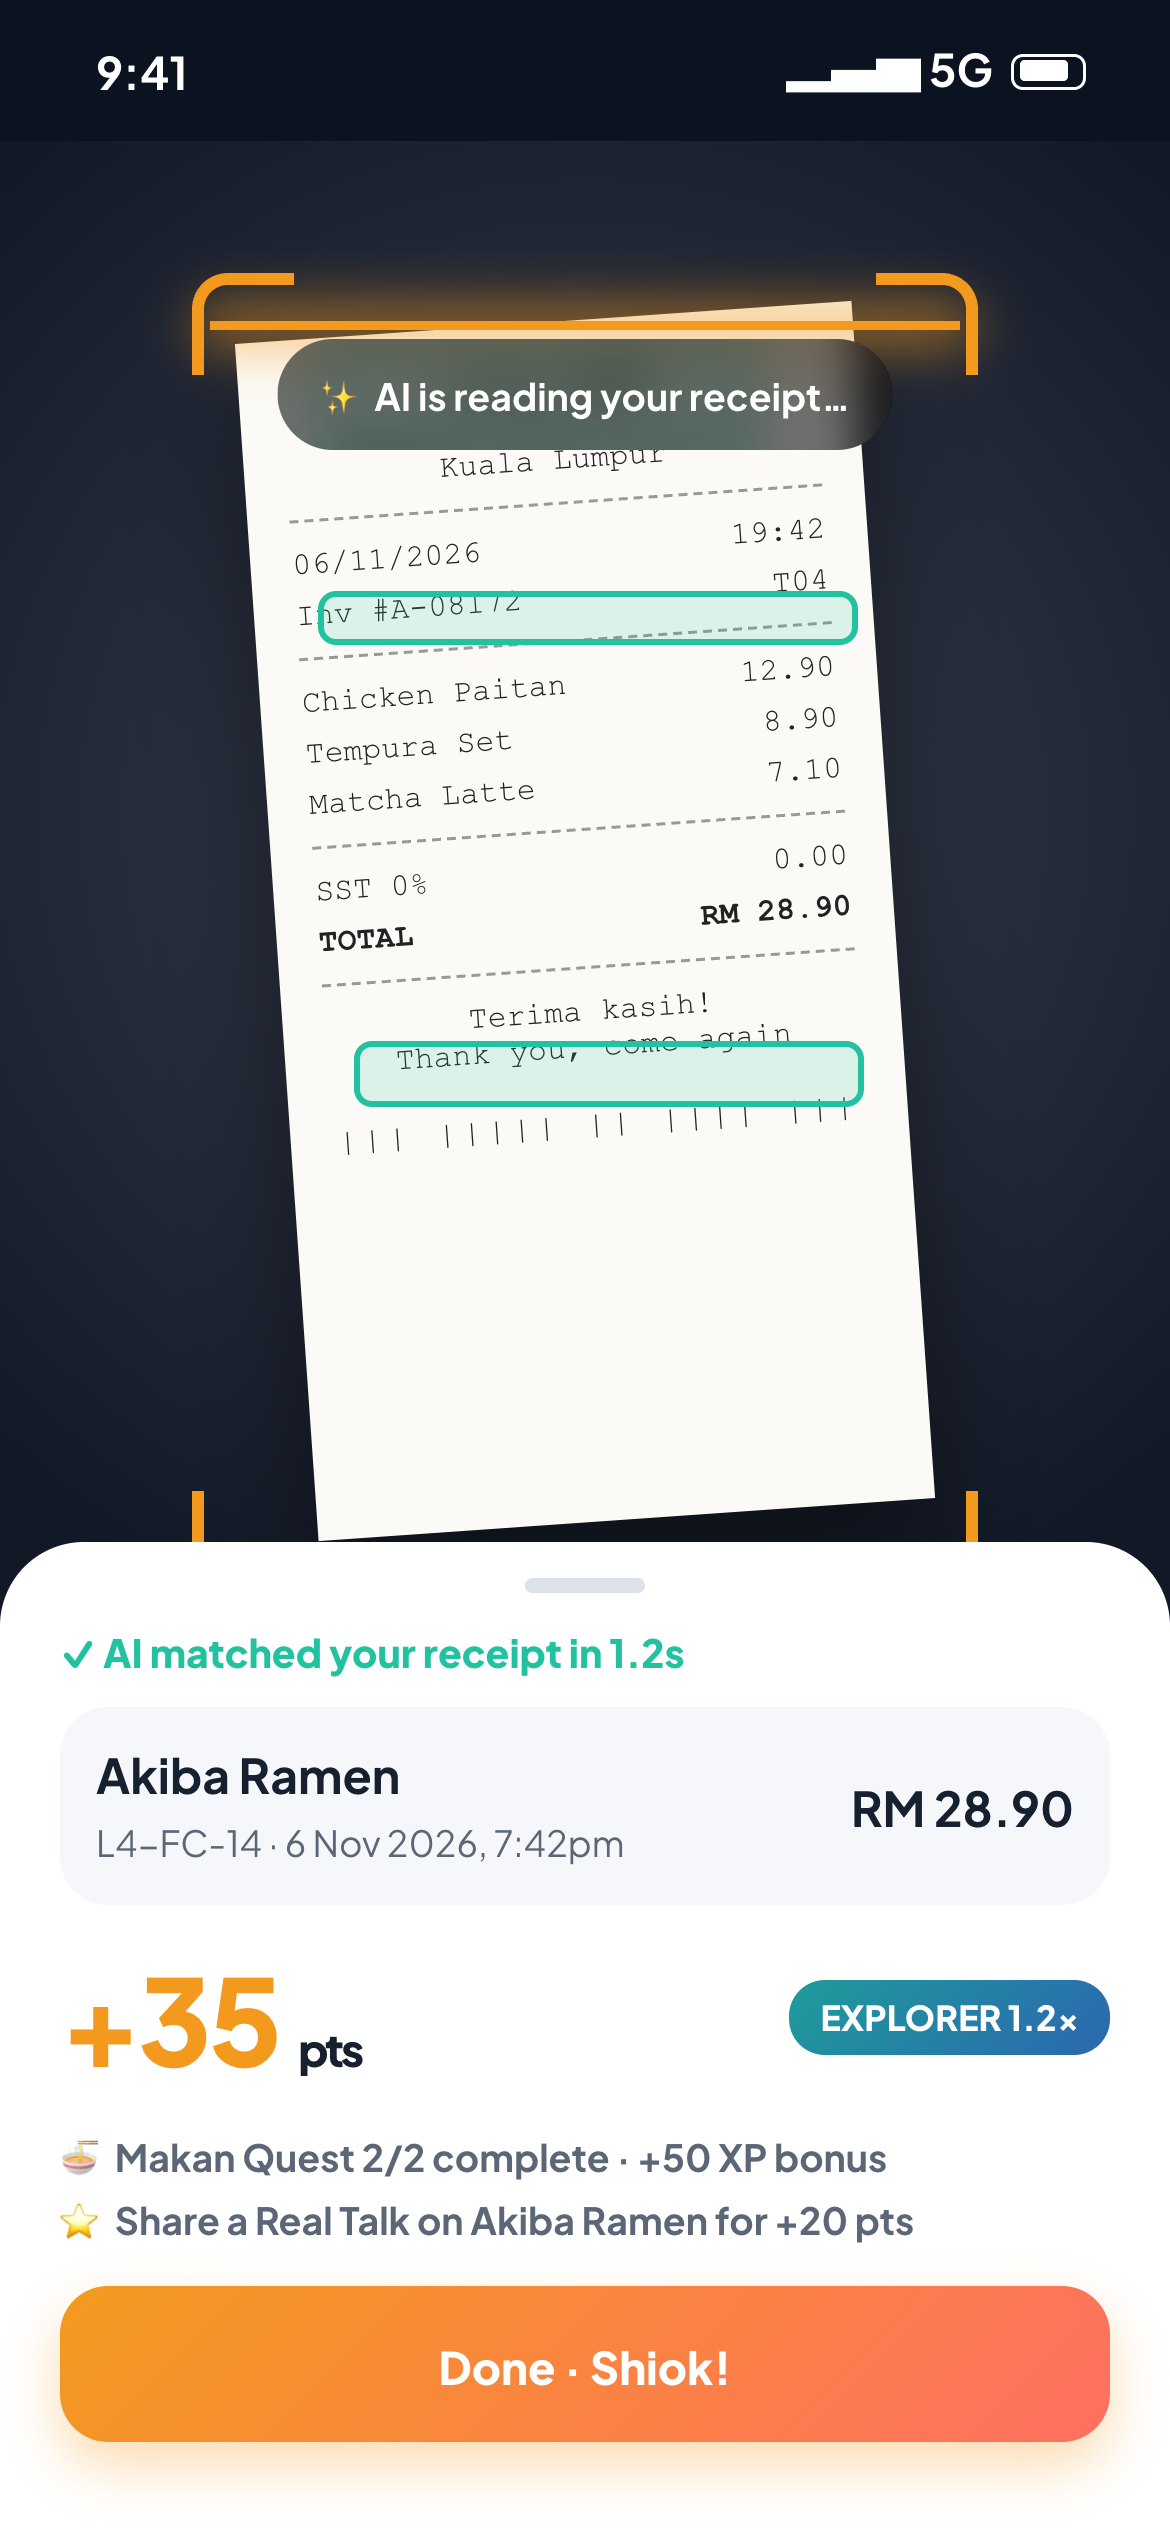 9:41
5G
✨ AI is reading your receipt…
Kuala Lumpur
06/11/2026 19:42
Inv #A-08172 T04
Chicken Paitan 12.90
Tempura Set 8.90
Matcha Latte 7.10
SST 0% 0.00
TOTAL RM 28.90
Terima kasih!
Thank you, come again
✓ AI matched your receipt in 1.2s
Akiba Ramen
RM 28.90
L4–FC-14 · 6 Nov 2026, 7:42pm
+35 pts
EXPLORER 1.2×
🍜 Makan Quest 2/2 complete · +50 XP bonus
⭐ Share a Real Talk on Akiba Ramen for +20 pts
Done · Shiok!